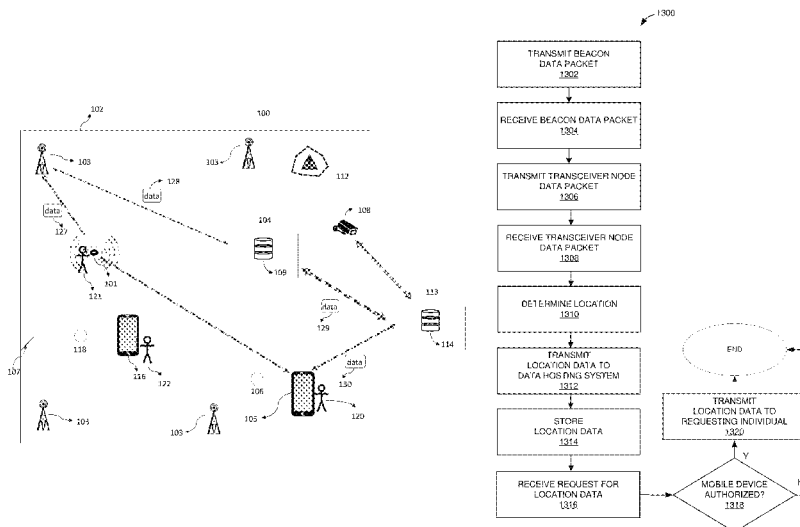 102
100
103
103
112
128
data
data
127
104
108
101
121
109
113
data
129
114
107
118
116
122
data
130
106
105
120
103
103
1300
TRANSMIT BEACON
DATA PACKET
1302
RECEIVE BEACON DATA PACKET
1304
TRANSMIT TRANSCEIVER NODE
DATA PACKET
1306
RECEIVE TRANSCEIVER NODE
DATA PACKET
1308
DETERMINE LOCATION
1310
TRANSMIT
LOCATION DATA TO
DATA HOSTING SYSTEM
1312
STORE
LOCATION DATA
1314
RECEIVE REQUEST FOR
LOCATION DATA
1316
END
TRANSMIT
LOCATION DATA TO
REQUESTING INDIVIDUAL
1320
Y
MOBILE DEVICE
AUTHORIZED?
1318